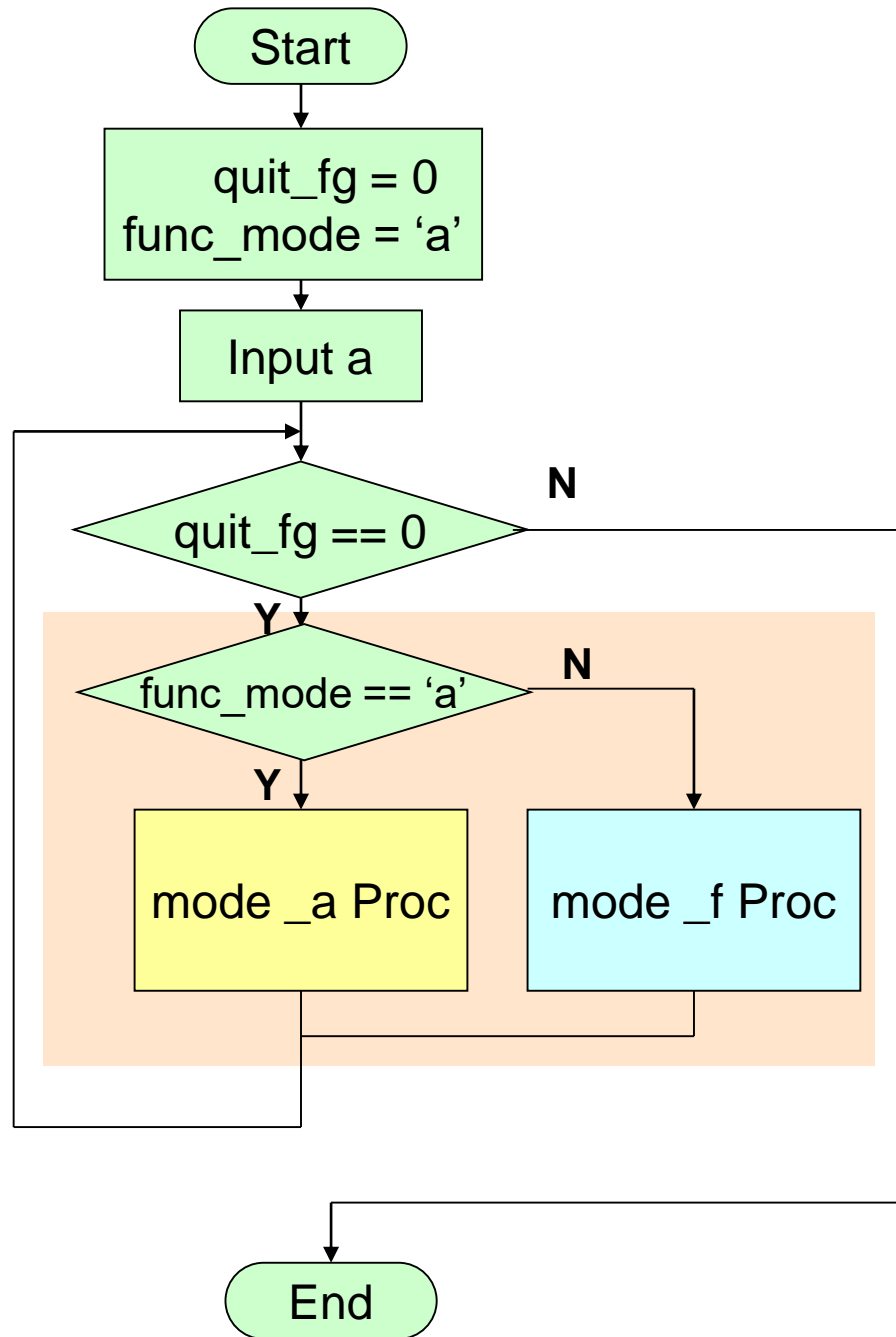 Start
quit_fg = 0
func_mode = ‘a’
Input a
N
quit_fg == 0
Y
N
func_mode == ‘a’
Y
mode _a Proc
mode _f Proc
End